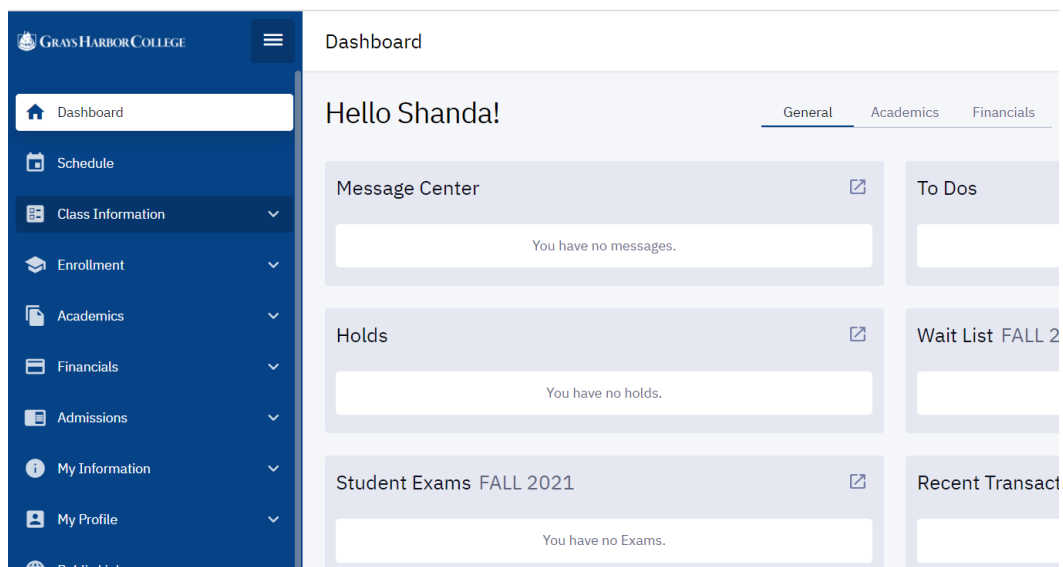 GRAYS HARBOR COLLEGE
Dashboard
Schedule
Class Information
Enrollment
Academics
Financials
Admissions
My Information
My Profile
Dashboard
Hello Shanda!
General Academics Financials
Message Center
You have no messages.
To Dos
Holds
You have no holds.
Wait List FALL 2
Student Exams FALL 2021
You have no Exams.
Recent Transact